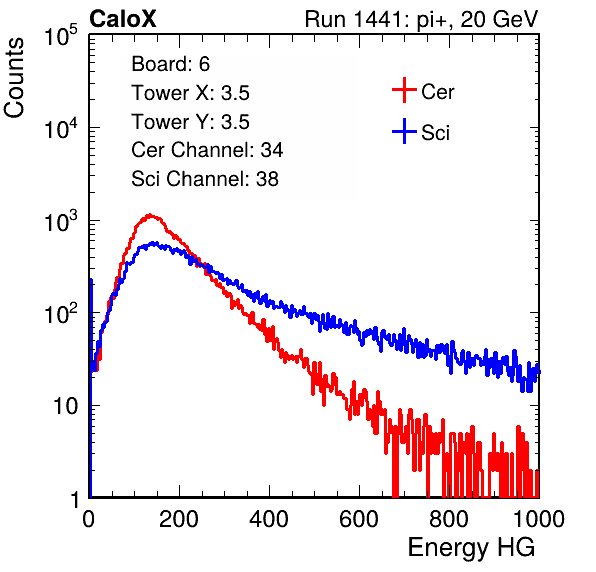 CaloX Run 1441: pi+, 20 GeV
Counts
10^5
10^4
10^3
10^2
10
1
Board: 6
Tower X: 3.5
Tower Y: 3.5
Cer Channel: 34
Sci Channel: 38
Cer
Sci
0 200 400 600 800 1000
Energy HG